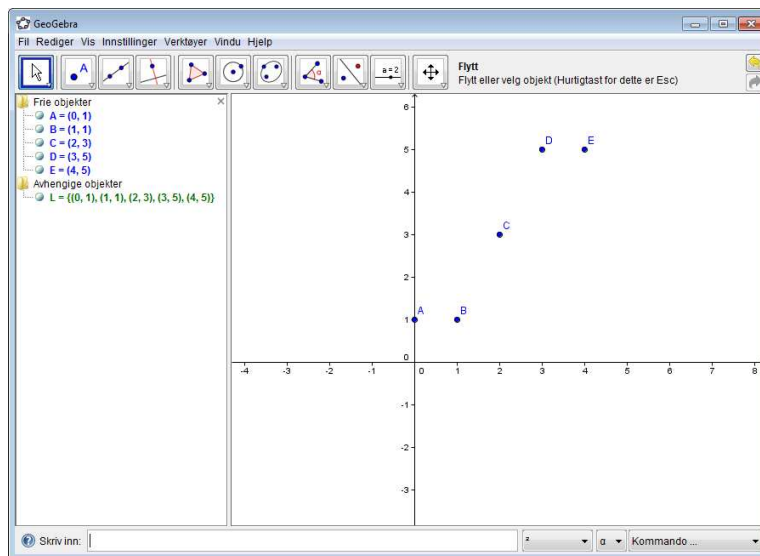 GeoGebra
Fil Rediger Vis Innstillinger Verktøyer Vindu Hjelp
A
α
a = 2
Flytt
Flytt eller velg objekt (Hurtigtast for dette er Esc)
Frie objekter
A = (0, 1)
B = (1, 1)
C = (2, 3)
D = (3, 5)
E = (4, 5)
Avhengige objekter
L = {(0, 1), (1, 1), (2, 3), (3, 5), (4, 5)}
6
D E
5
4
C
3
2
A B
1
0
-4 -3 -2 -1 0 1 2 3 4 5 6 7 8
-1
-2
-3
Skriv inn:
²
α
Kommando ...